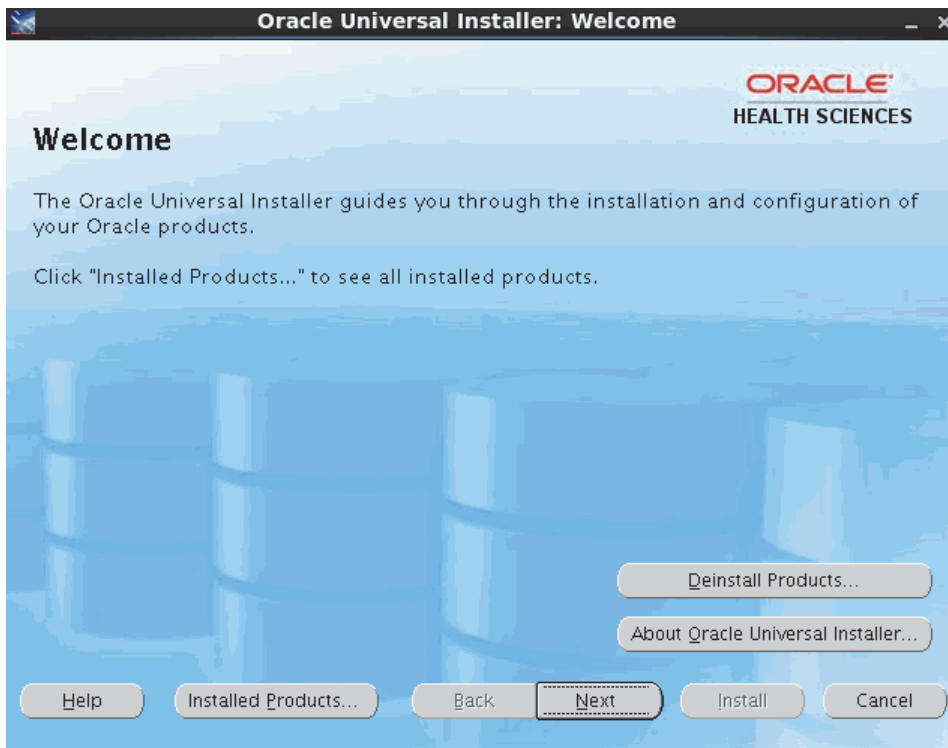 Oracle Universal Installer: Welcome
ORACLE
HEALTH SCIENCES
Welcome
The Oracle Universal Installer guides you through the installation and configuration of
your Oracle products.
Click "Installed Products..." to see all installed products.
Deinstall Products...
About Oracle Universal Installer...
Help Installed Products... Back Next Install Cancel